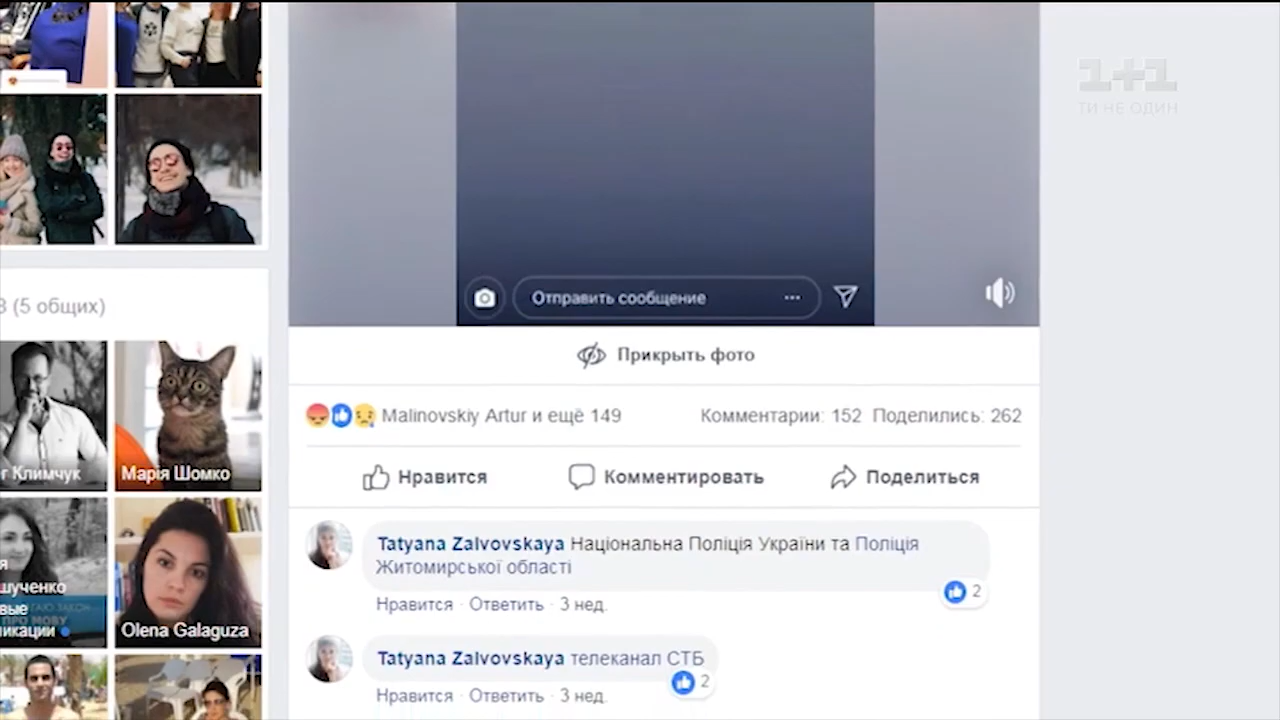 1+1
ТИ НЕ ОДИН
Отправить сообщение
(5 общих)
Прикрыть фото
Malinovskiy Artur и ещё 149
Комментарии: 152 Поделились: 262
Нравится
Комментировать
Поделиться
Климчук
Марія Шомко
Olena Galaguza
Tatyana Zalvovskaya Національна Поліція України та Поліція
Житомирської області
2
Нравится · Ответить · 3 нед.
Tatyana Zalvovskaya телеканал СТБ
2
Нравится · Ответить · 3 нед.